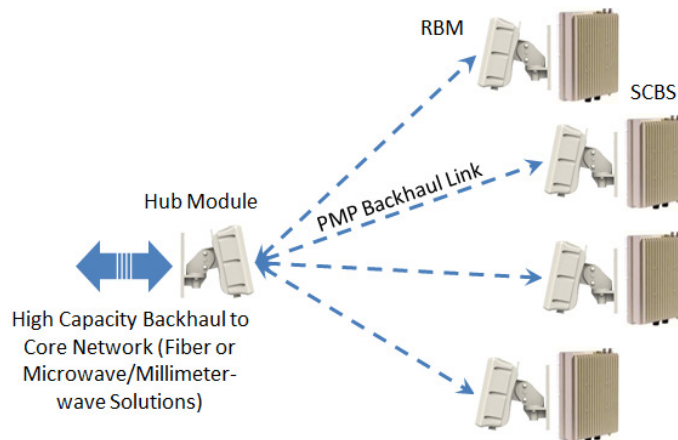 RBM
SCBS
PMP Backhaul Link
Hub Module
High Capacity Backhaul to
Core Network (Fiber or
Microwave/Millimeter-
wave Solutions)